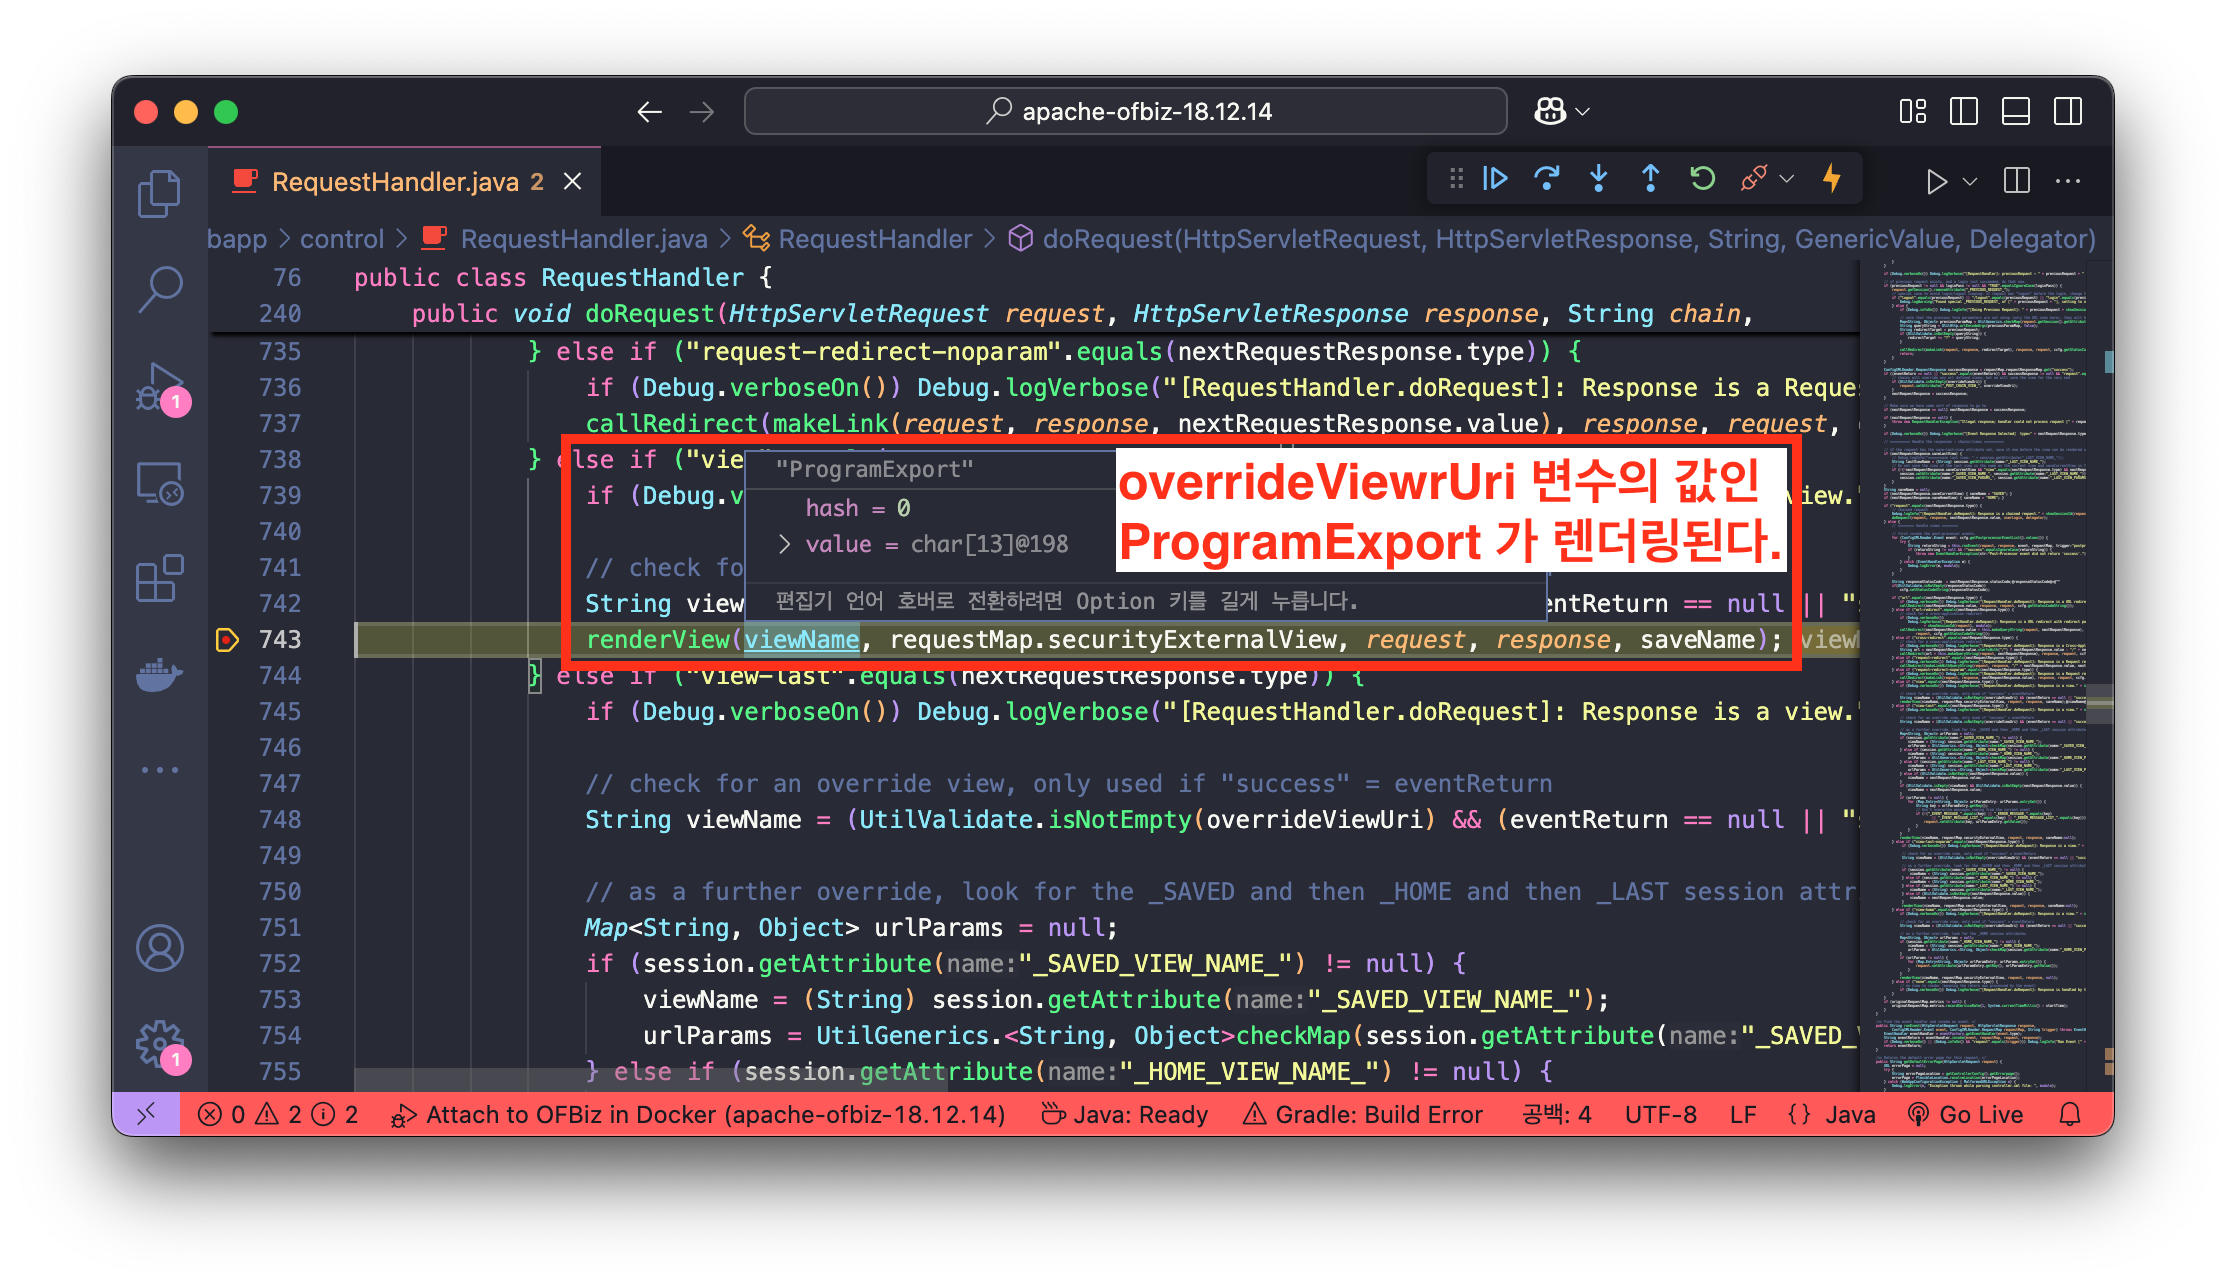 apache-ofbiz-18.12.14
RequestHandler.java 2
bapp > control > RequestHandler.java > RequestHandler > doRequest(HttpServletRequest, HttpServletResponse, String, GenericValue, Delegator)
76 public class RequestHandler {
240 public void doRequest(HttpServletRequest request, HttpServletResponse response, String chain,
735 } else if ("request-redirect-noparam".equals(nextRequestResponse.type)) {
736 if (Debug.verboseOn()) Debug.logVerbose("[RequestHandler.doRequest]: Response is a Reques
737 callRedirect(makeLink(request, response, nextRequestResponse.value), response, request,
738 } else if ("vie
739 if (Debug.v
view."
740
741 // check fo
742 String view
entReturn == null || "
743 renderView(viewName, requestMap.securityExternalView, request, response, saveName); view
"ProgramExport"
hash = 0
> value = char[13]@198
편집기 언어 호버로 전환하려면 Option 키를 길게 누릅니다.
overrideViewrUri 변수의 값인
ProgramExport 가 렌더링된다.
744 } else if ("view-last".equals(nextRequestResponse.type)) {
745 if (Debug.verboseOn()) Debug.logVerbose("[RequestHandler.doRequest]: Response is a view."
746
747 // check for an override view, only used if "success" = eventReturn
748 String viewName = (UtilValidate.isNotEmpty(overrideViewUri) && (eventReturn == null || "
749
750 // as a further override, look for the _SAVED and then _HOME and then _LAST session attr
751 Map<String, Object> urlParams = null;
752 if (session.getAttribute(name:"_SAVED_VIEW_NAME_") != null) {
753 viewName = (String) session.getAttribute(name:"_SAVED_VIEW_NAME_");
754 urlParams = UtilGenerics.<String, Object>checkMap(session.getAttribute(name:"_SAVED_V
755 } else if (session.getAttribute(name:"_HOME_VIEW_NAME_") != null) {
1
1
0 2 2 Attach to OFBiz in Docker (apache-ofbiz-18.12.14) Java: Ready Gradle: Build Error 공백: 4 UTF-8 LF {} Java Go Live